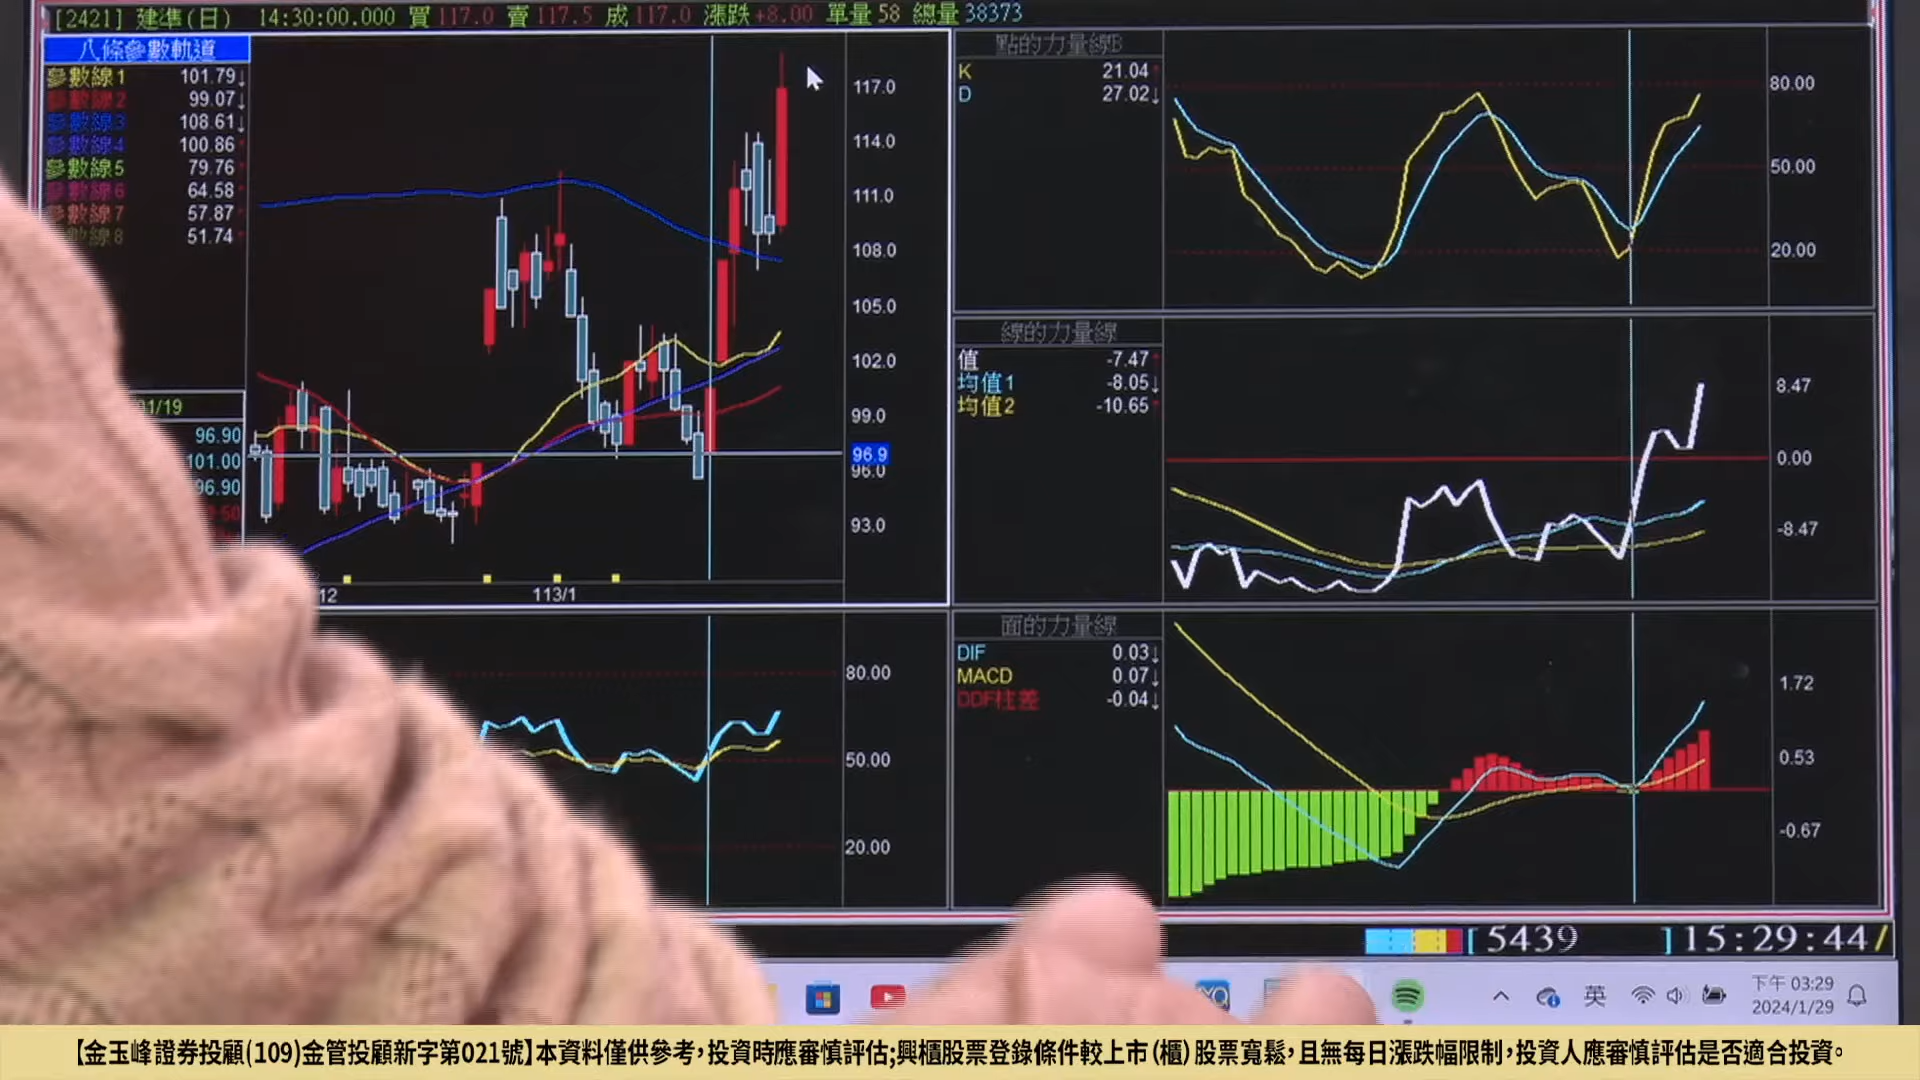 [2421] 建準(日) 14:30:00.000 買 117.0 賣 117.5 成 117.0 漲跌+8.00 單量 58 總量 38373
八條參數軌道
參數線1 101.79↓
參數線2 99.07↓
參數線3 108.61↓
參數線4 100.86
參數線5 79.76
參數線6 64.58
參數線7 57.87
參數線8 51.74
117.0
114.0
111.0
108.0
105.0
102.0
99.0
96.9
96.0
93.0
01/19
96.90
101.00
96.90
12
113/1
80.00
50.00
20.00
點的力量線B
K 21.04
D 27.02↓
80.00
50.00
20.00
線的力量線
值 -7.47
均值1 -8.05↓
均值2 -10.65
8.47
0.00
-8.47
面的力量線
DIF 0.03↓
MACD 0.07↓
DDF柱差 -0.04↓
1.72
0.53
-0.67
[ 5439 ] 15:29:44
英
下午 03:29
2024/1/29
【金玉峰證券投顧(109)金管投顧新字第021號】本資料僅供參考，投資時應審慎評估;興櫃股票登錄條件較上市(櫃)股票寬鬆，且無每日漲跌幅限制，投資人應審慎評估是否適合投資。